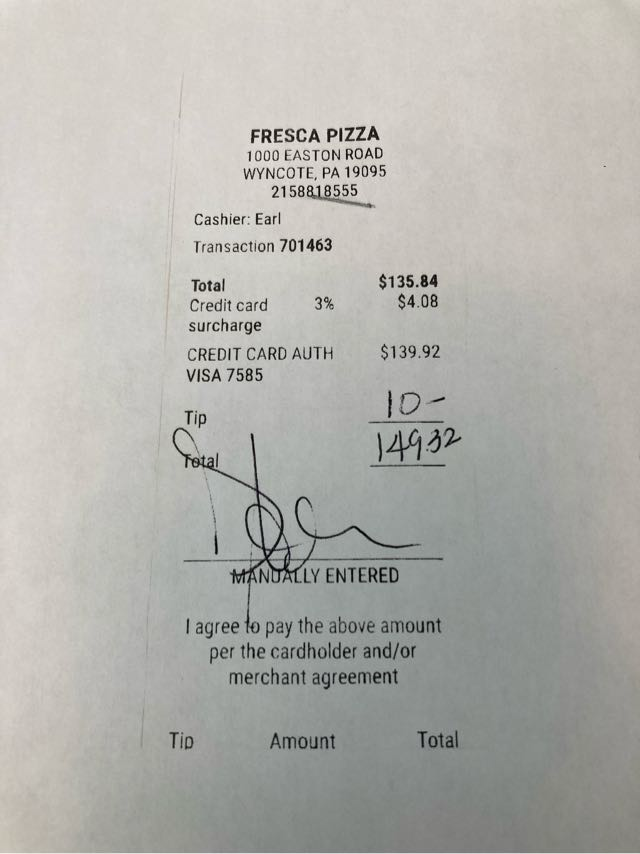 FRESCA PIZZA
1000 EASTON ROAD
WYNCOTE, PA 19095
2158818555
Cashier: Earl
Transaction 701463
Total $135.84
Credit card 3% $4.08
surcharge
CREDIT CARD AUTH $139.92
VISA 7585
Tip 10-
Total 149.32
MANUALLY ENTERED
I agree to pay the above amount
per the cardholder and/or
merchant agreement
Tip Amount Total